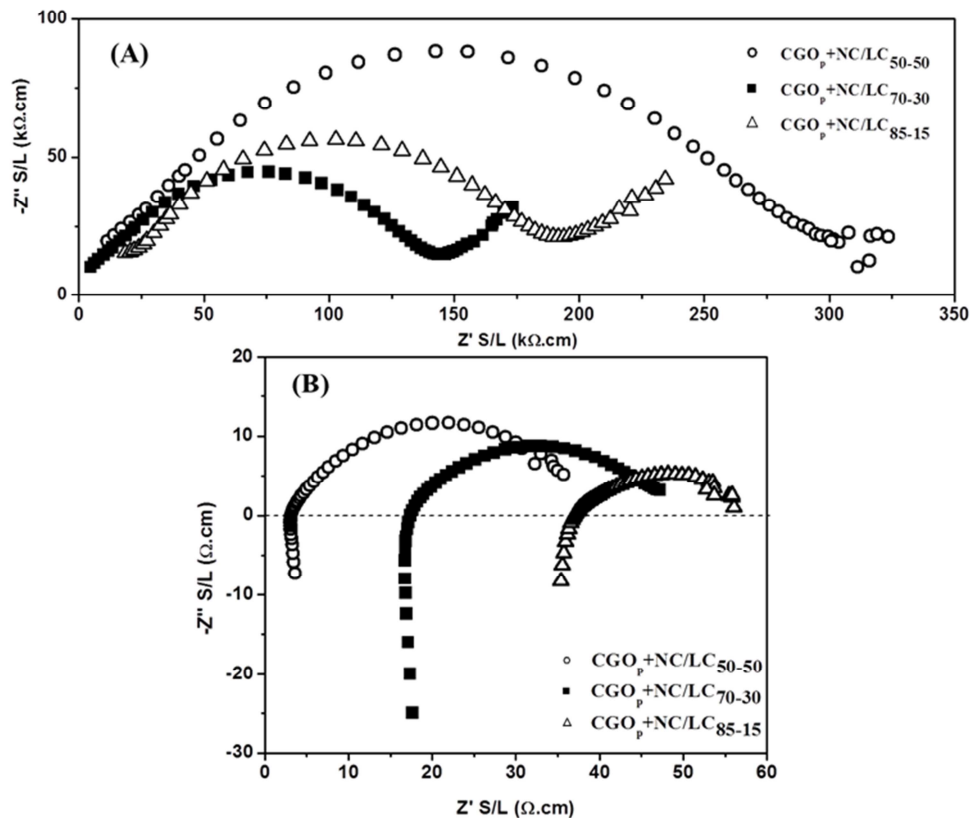 100
(A)
CGOp+NC/LC50-50
CGOp+NC/LC70-30
CGOp+NC/LC85-15
-Z'' S/L (kΩ.cm)
50
0
0 50 100 150 200 250 300 350
Z' S/L (kΩ.cm)
20
(B)
10
0
-Z'' S/L (Ω.cm)
-10
-20
-30
CGOp+NC/LC50-50
CGOp+NC/LC70-30
CGOp+NC/LC85-15
0 10 20 30 40 50 60
Z' S/L (Ω.cm)